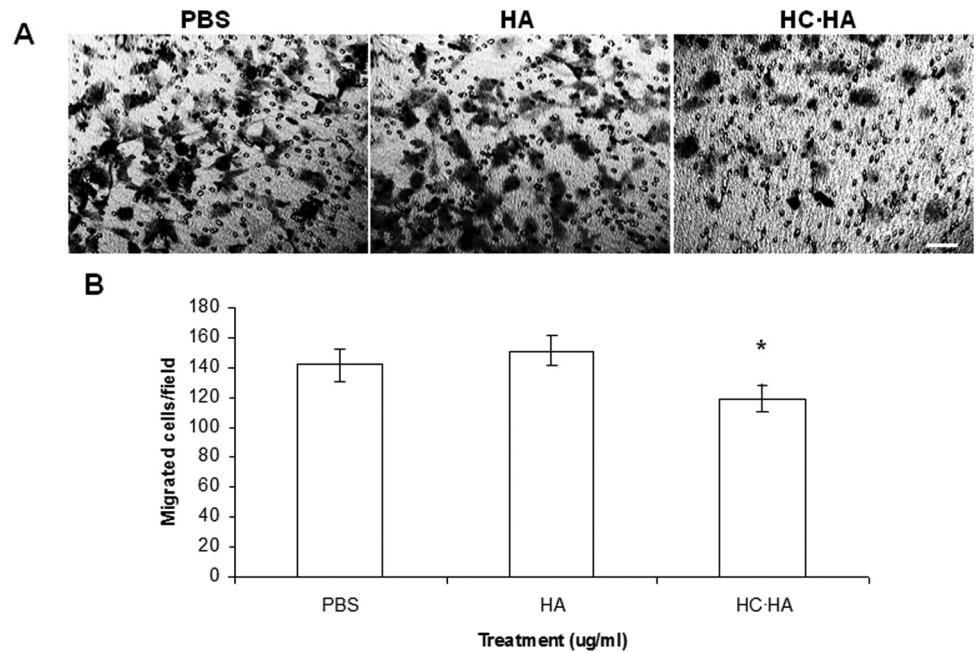 A
PBS HA HC·HA
B
180
160
140
120
100
80
60
40
20
0
Migrated cells/field
*
PBS HA HC·HA
Treatment (ug/ml)